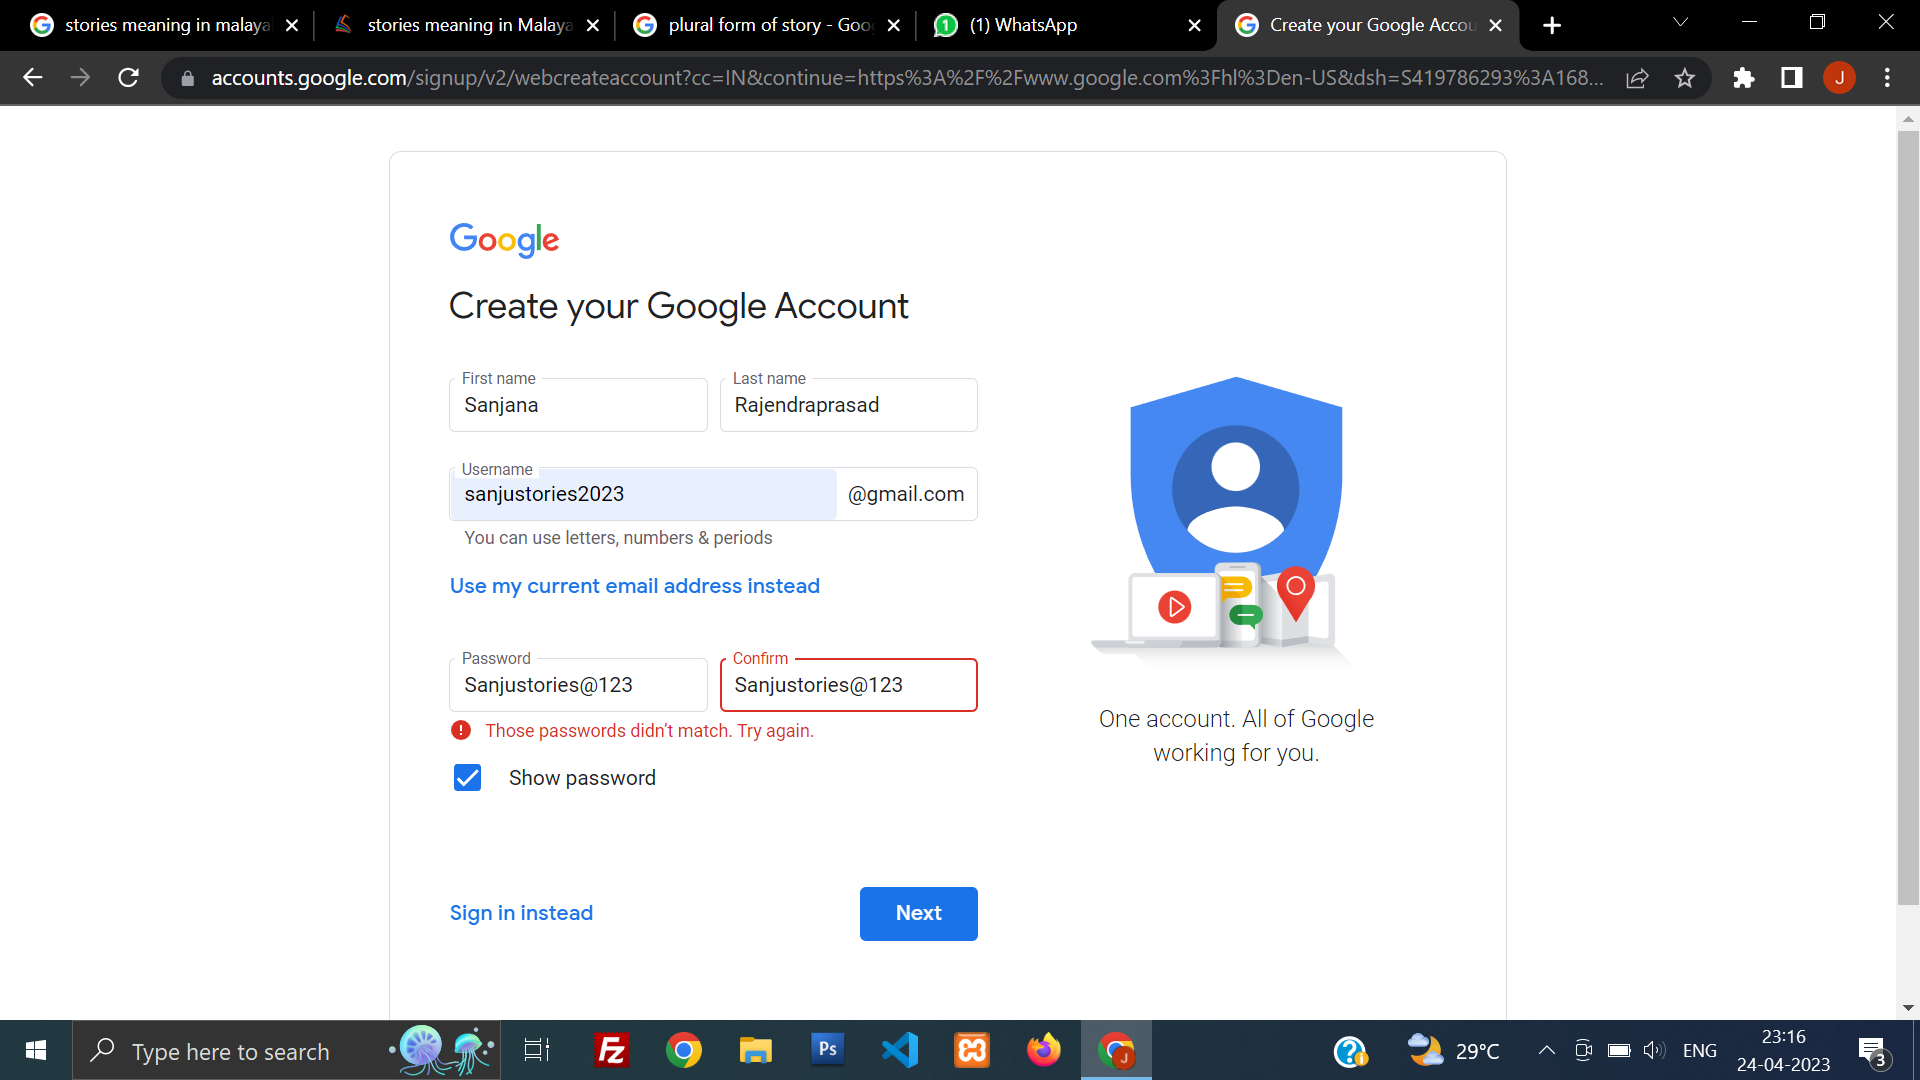 stories meaning in malaya
stories meaning in Malaya
plural form of story - Goo
(1) WhatsApp
Create your Google Accou
accounts.google.com/signup/v2/webcreateaccount?cc=IN&continue=https%3A%2F%2Fwww.google.com%3Fhl%3Den-US&dsh=S419786293%3A168...
J
Google
Create your Google Account
First name
Last name
Sanjana
Rajendraprasad
Username
sanjustories2023
@gmail.com
You can use letters, numbers & periods
Use my current email address instead
Password
Confirm
Sanjustories@123
Sanjustories@123
Those passwords didn't match. Try again.
Show password
One account. All of Google
working for you.
Sign in instead
Next
Type here to search
Fz
Ps
J
29°C
ENG
23:16
24-04-2023
3